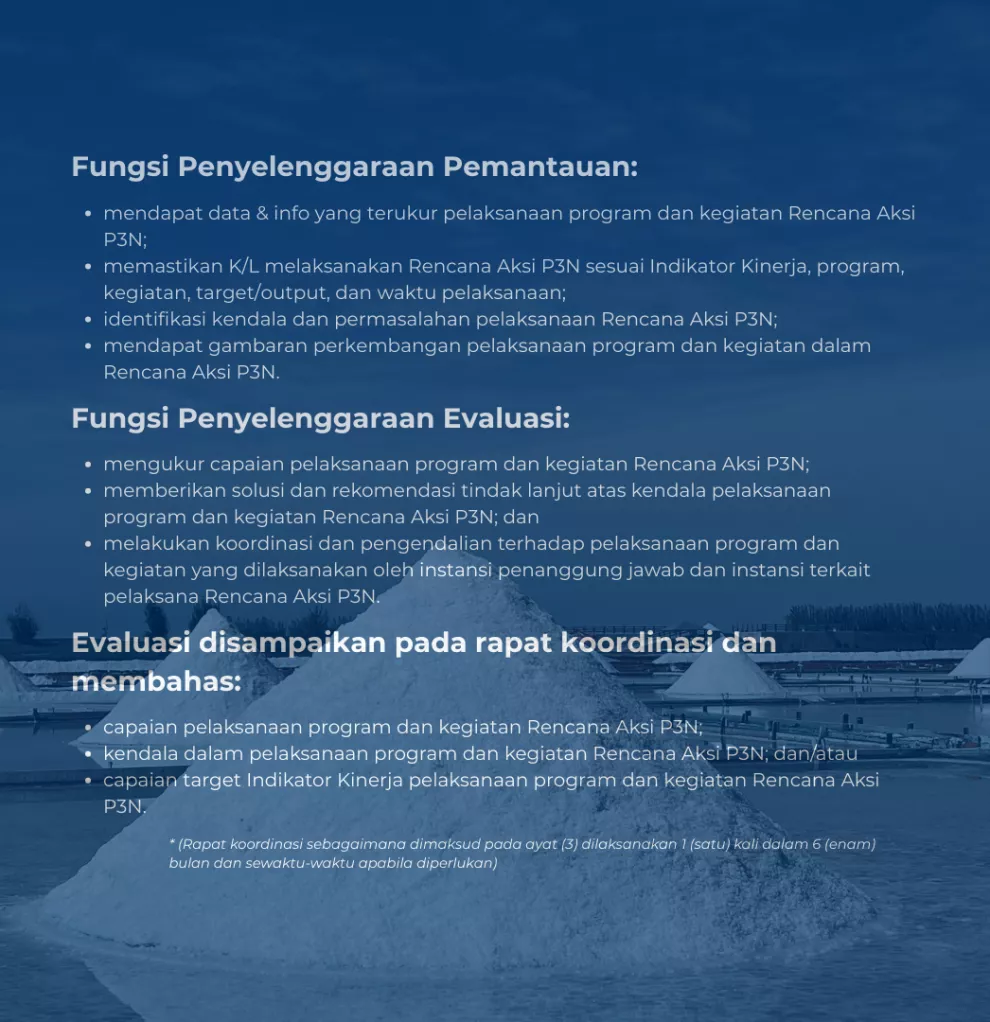 Fungsi Penyelenggaraan Pemantauan:
• mendapat data & info yang terukur pelaksanaan program dan kegiatan Rencana Aksi
P3N;
• memastikan K/L melaksanakan Rencana Aksi P3N sesuai Indikator Kinerja, program,
kegiatan, target/output, dan waktu pelaksanaan;
• identifikasi kendala dan permasalahan pelaksanaan Rencana Aksi P3N;
• mendapat gambaran perkembangan pelaksanaan program dan kegiatan dalam
Rencana Aksi P3N.
Fungsi Penyelenggaraan Evaluasi:
• mengukur capaian pelaksanaan program dan kegiatan Rencana Aksi P3N;
• memberikan solusi dan rekomendasi tindak lanjut atas kendala pelaksanaan
program dan kegiatan Rencana Aksi P3N; dan
• melakukan koordinasi dan pengendalian terhadap pelaksanaan program dan
kegiatan yang dilaksanakan oleh instansi penanggung jawab dan instansi terkait
pelaksana Rencana Aksi P3N.
Evaluasi disampaikan pada rapat koordinasi dan
membahas:
• capaian pelaksanaan program dan kegiatan Rencana Aksi P3N;
• kendala dalam pelaksanaan program dan kegiatan Rencana Aksi P3N; dan/atau
• capaian target Indikator Kinerja pelaksanaan program dan kegiatan Rencana Aksi
P3N.
* (Rapat koordinasi sebagaimana dimaksud pada ayat (3) dilaksanakan 1 (satu) kali dalam 6 (enam)
bulan dan sewaktu-waktu apabila diperlukan)